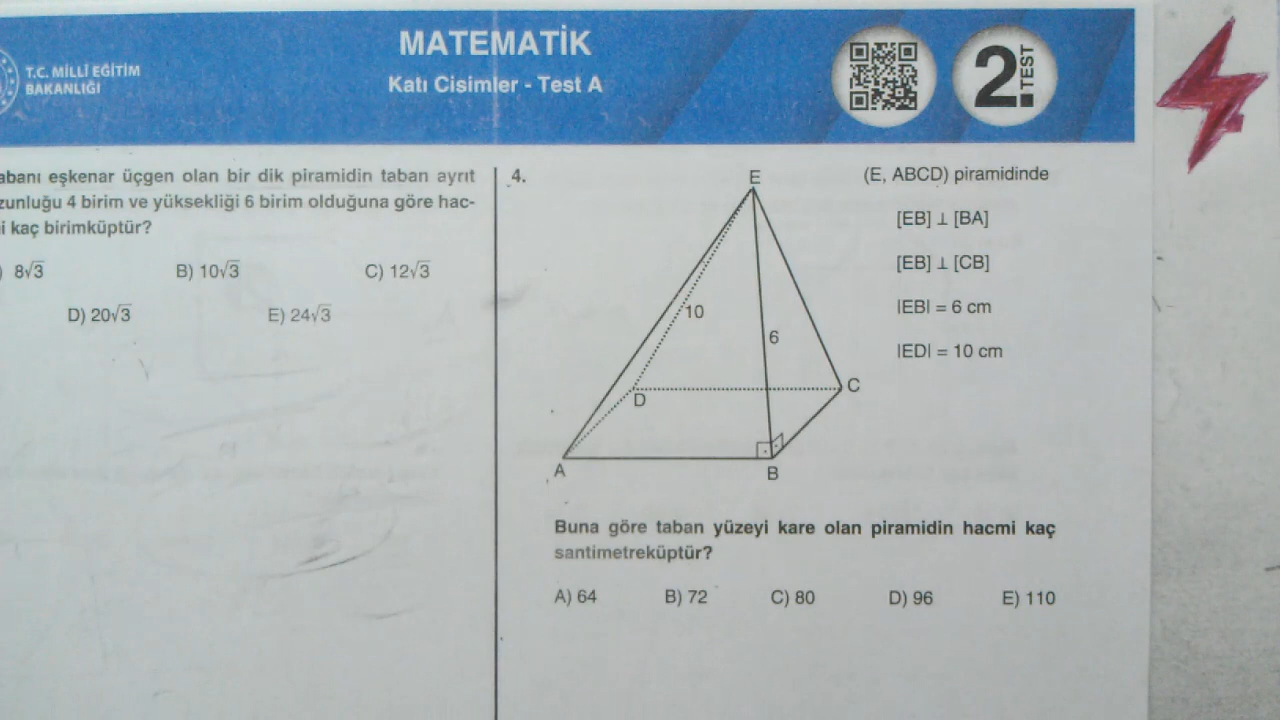 T.C. MİLLÎ EĞİTİM
BAKANLIĞI
MATEMATİK
Katı Cisimler - Test A
2.
TEST
eşkenar üçgen olan bir dik piramidin taban ayrıt
4 birim ve yüksekliği 6 birim olduğuna göre hac-
kaç birimküptür?
8√3
B) 10√3
C) 12√3
D) 20√3
E) 24√3
4.
(E, ABCD) piramidinde
[EB] ⊥ [BA]
[EB] ⊥ [CB]
|EB| = 6 cm
|ED| = 10 cm
E
10
6
D
C
A
B
Buna göre taban yüzeyi kare olan piramidin hacmi kaç
santimetreküptür?
A) 64
B) 72
C) 80
D) 96
E) 110